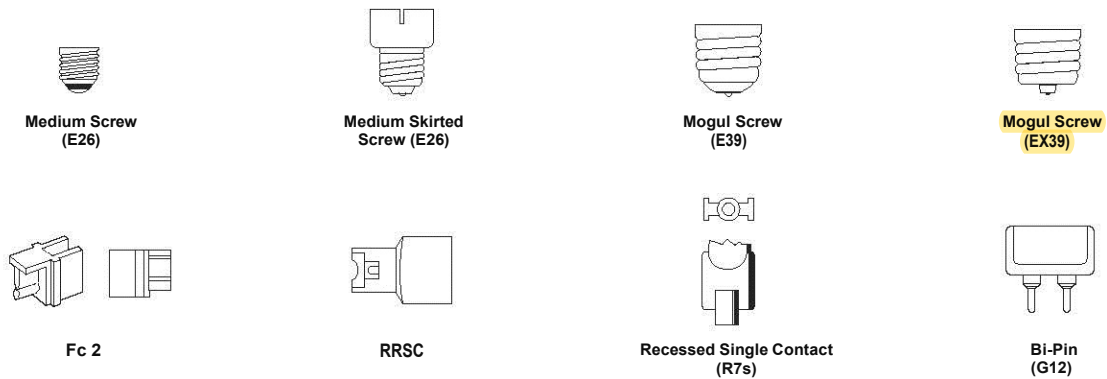 Medium Screw
(E26)
Medium Skirted
Screw (E26)
Mogul Screw
(E39)
Mogul Screw
(EX39)
Fc 2
RRSC
Recessed Single Contact
(R7s)
Bi-Pin
(G12)